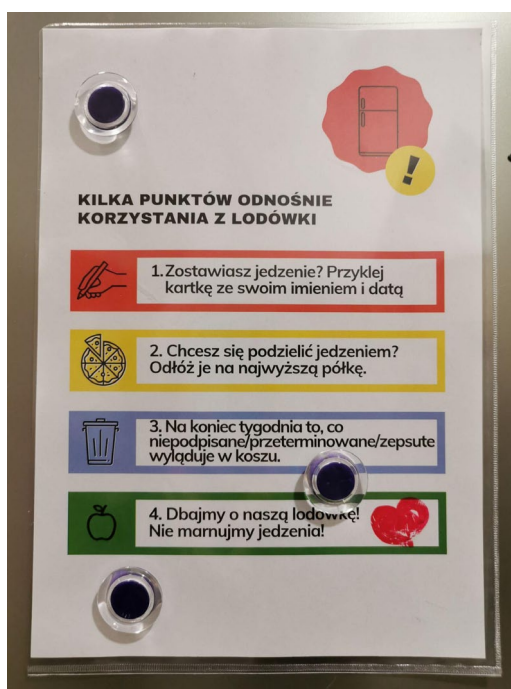 KILKA PUNKTÓW ODNOŚNIE
KORZYSTANIA Z LODÓWKI
1. Zostawiasz jedzenie? Przyklej
kartkę ze swoim imieniem i datą
2. Chcesz się podzielić jedzeniem?
Odłóż je na najwyższą półkę.
3. Na koniec tygodnia to, co
niepodpisane/przeterminowane/zepsute
wyląduje w koszu.
4. Dbajmy o naszą lodówkę!
Nie marnujmy jedzenia!